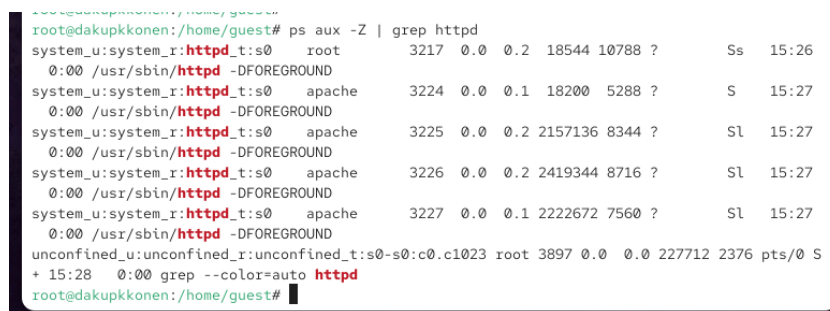 root@dakupkkonen:/home/guest# ps aux -Z | grep httpd
system_u:system_r:httpd_t:s0    root        3217  0.0  0.2  18544 10788 ?        Ss   15:26
  0:00 /usr/sbin/httpd -DFOREGROUND
system_u:system_r:httpd_t:s0    apache      3224  0.0  0.1  18200  5288 ?        S    15:27
  0:00 /usr/sbin/httpd -DFOREGROUND
system_u:system_r:httpd_t:s0    apache      3225  0.0  0.2 2157136 8344 ?        Sl   15:27
  0:00 /usr/sbin/httpd -DFOREGROUND
system_u:system_r:httpd_t:s0    apache      3226  0.0  0.2 2419344 8716 ?        Sl   15:27
  0:00 /usr/sbin/httpd -DFOREGROUND
system_u:system_r:httpd_t:s0    apache      3227  0.0  0.1 2222672 7560 ?        Sl   15:27
  0:00 /usr/sbin/httpd -DFOREGROUND
unconfined_u:unconfined_r:unconfined_t:s0-s0:c0.c1023 root 3897 0.0  0.0 227712 2376 pts/0 S
+ 15:28   0:00 grep --color=auto httpd
root@dakupkkonen:/home/guest#